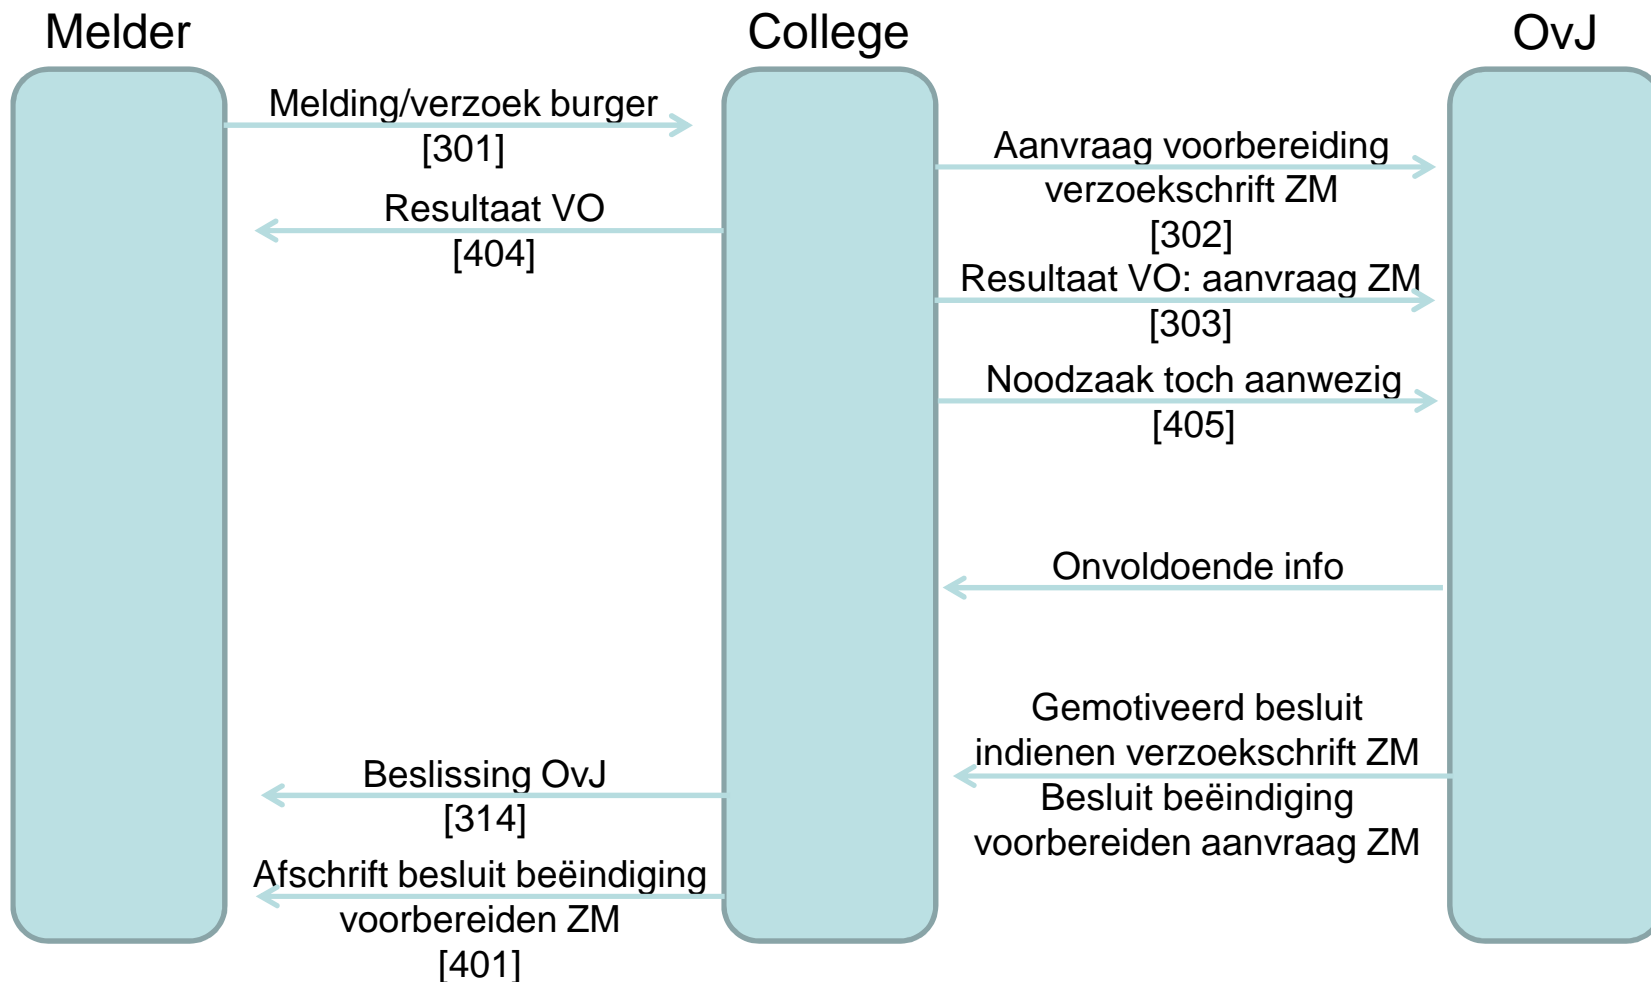 Melder
College
OvJ
Melding/verzoek burger
[301]
Resultaat VO
[404]
Aanvraag voorbereiding
verzoekschrift ZM
[302]
Resultaat VO: aanvraag ZM
[303]
Noodzaak toch aanwezig
[405]
Onvoldoende info
Gemotiveerd besluit
indienen verzoekschrift ZM
Besluit beëindiging
voorbereiden aanvraag ZM
Beslissing OvJ
[314]
Afschrift besluit beëindiging
voorbereiden ZM
[401]